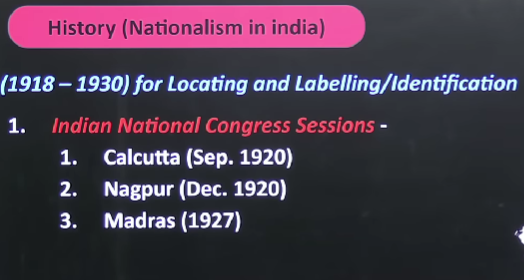 History (Nationalism in india)
(1918 – 1930) for Locating and Labelling/Identification
1. Indian National Congress Sessions -
1. Calcutta (Sep. 1920)
2. Nagpur (Dec. 1920)
3. Madras (1927)